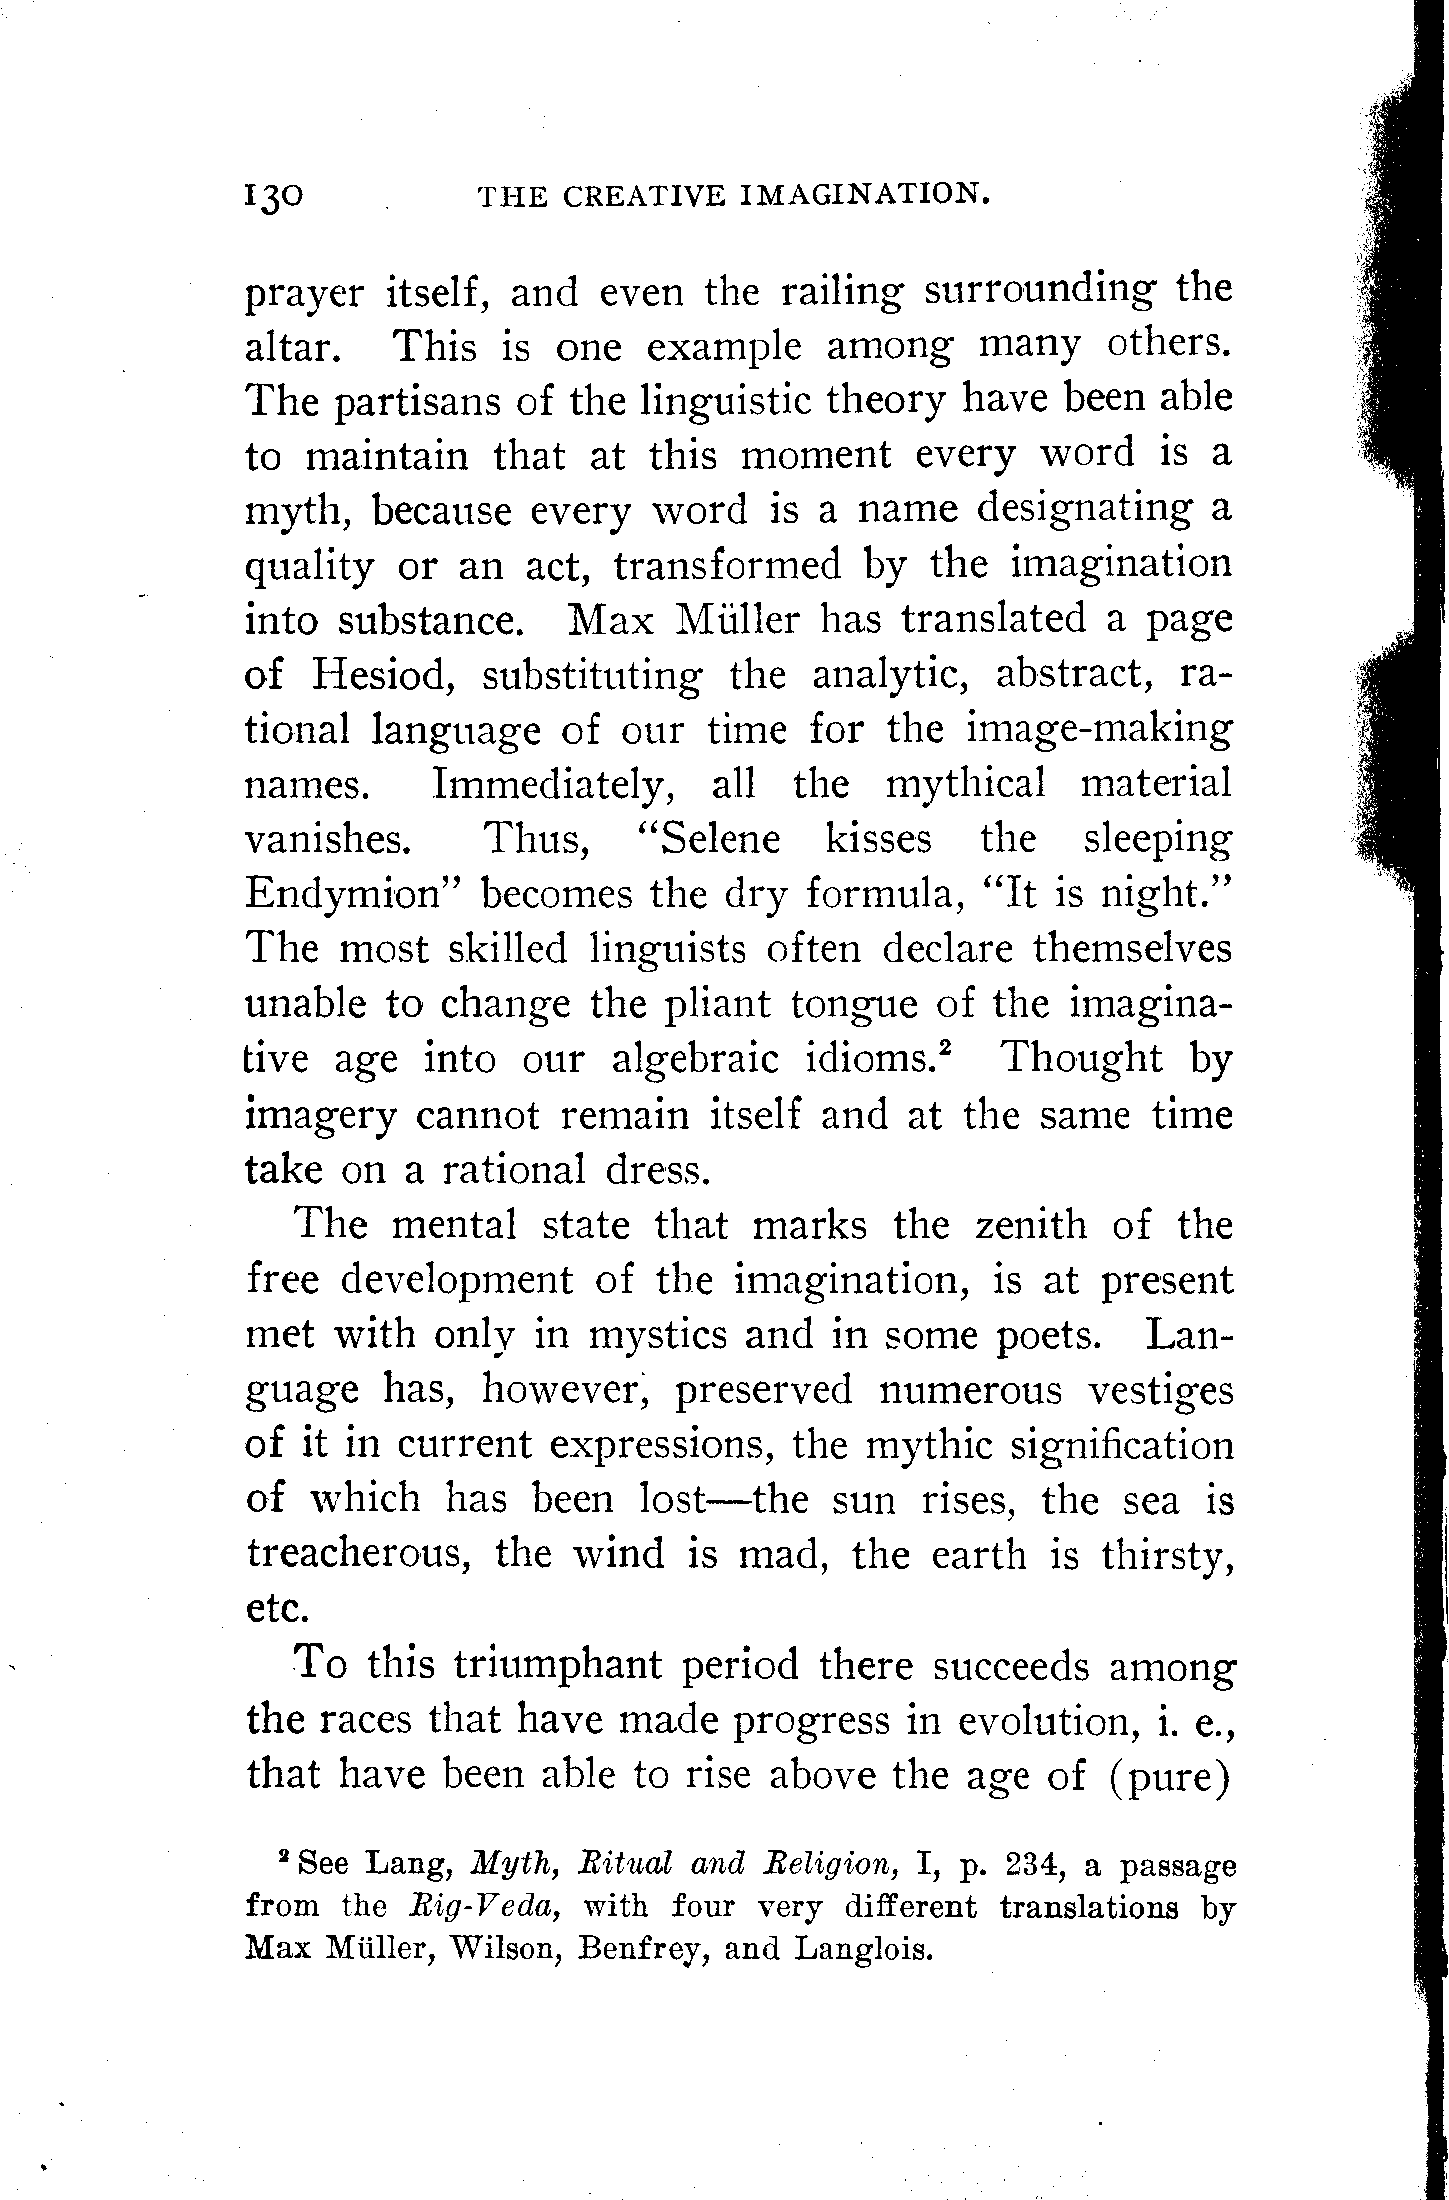 130 THE CREATIVE IMAGINATION.
prayer itself, and even the railing surrounding the
altar. This is one example among many others.
The partisans of the linguistic theory have been able
to maintain that at this moment every word is a
myth, because every word is a name designating a
quality or an act, transformed by the imagination
into substance. Max Müller has translated a page
of Hesiod, substituting the analytic, abstract, ra-
tional language of our time for the image-making
names. Immediately, all the mythical material
vanishes. Thus, “Selene kisses the sleeping
Endymion” becomes the dry formula, “It is night.”
The most skilled linguists often declare themselves
unable to change the pliant tongue of the imagina-
tive age into our algebraic idioms.² Thought by
imagery cannot remain itself and at the same time
take on a rational dress.
The mental state that marks the zenith of the
free development of the imagination, is at present
met with only in mystics and in some poets. Lan-
guage has, however, preserved numerous vestiges
of it in current expressions, the mythic signification
of which has been lost—the sun rises, the sea is
treacherous, the wind is mad, the earth is thirsty,
etc.
To this triumphant period there succeeds among
the races that have made progress in evolution, i. e.,
that have been able to rise above the age of (pure)
² See Lang, Myth, Ritual and Religion, I, p. 234, a passage
from the Rig-Veda, with four very different translations by
Max Müller, Wilson, Benfrey, and Langlois.